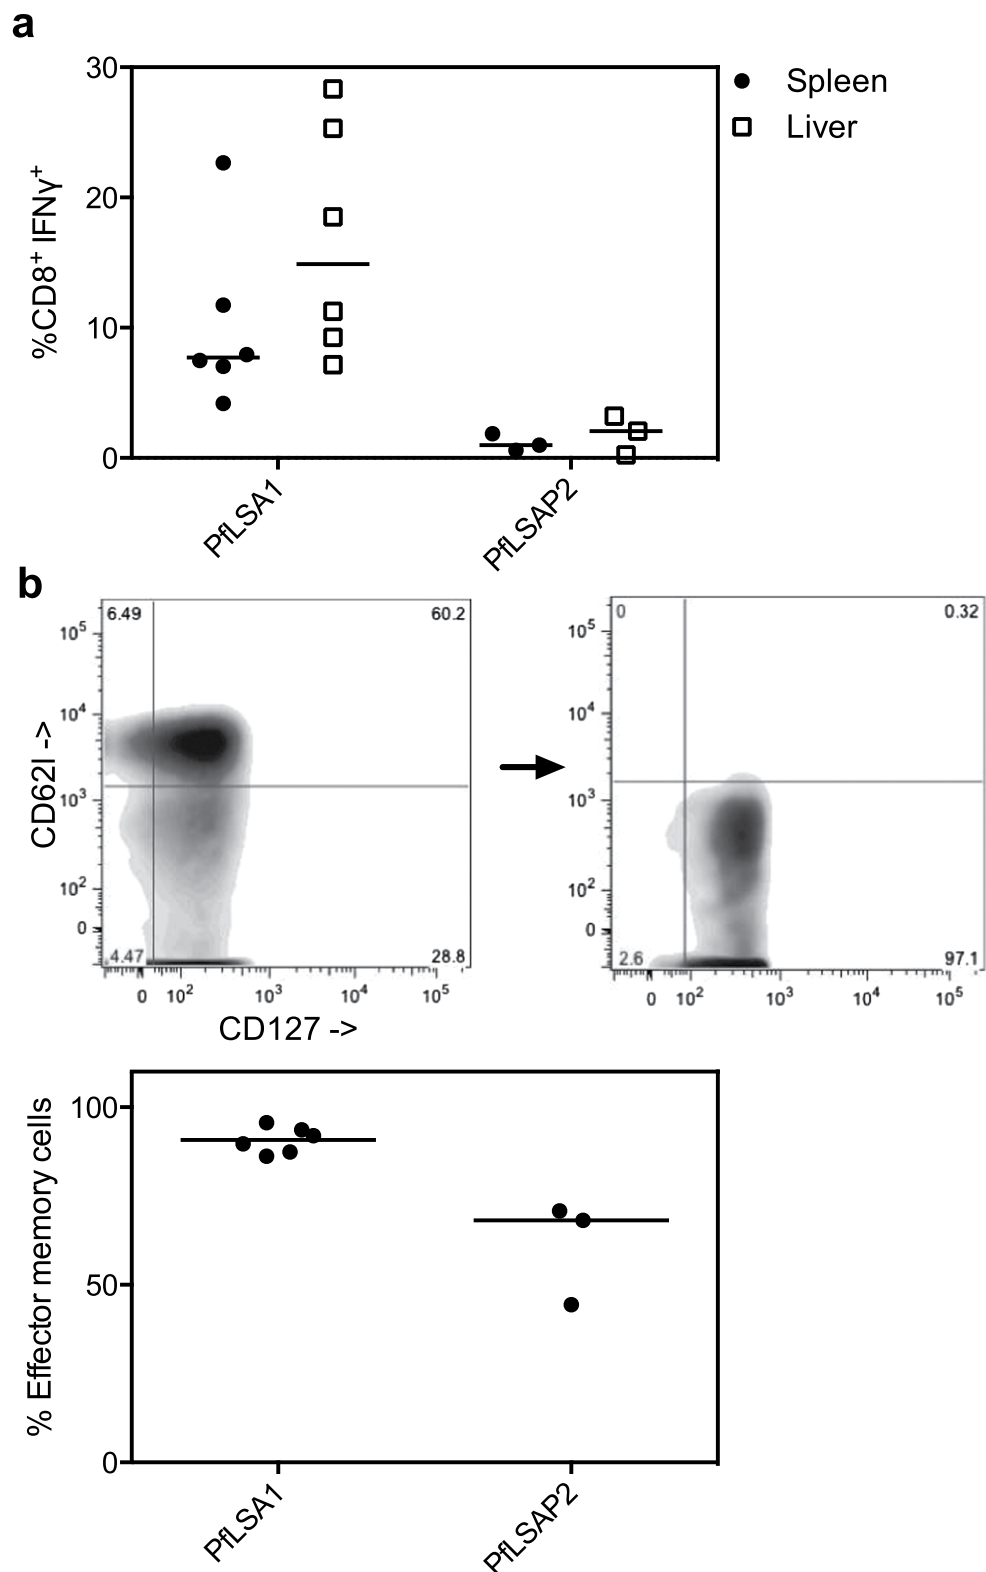 a
30
20
10
0
%CD8+ IFNγ+
Spleen
Liver
PfLSA1
PfLSAP2
b
6.49 60.2
10^5
10^4
10^3
10^2
0
4.47 28.8
0 10^2 10^3 10^4 10^5
CD62l ->
CD127 ->
0 0.32
10^5
10^4
10^3
10^2
0
2.6 97.1
0 10^2 10^3 10^4 10^5
100
50
0
% Effector memory cells
PfLSA1
PfLSAP2